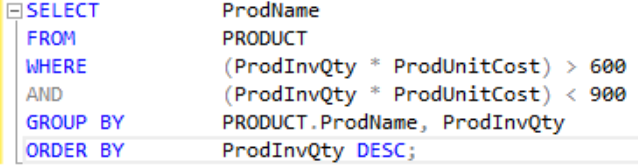 SELECT ProdName
FROM PRODUCT
WHERE (ProdInvQty * ProdUnitCost) > 600
AND (ProdInvQty * ProdUnitCost) < 900
GROUP BY PRODUCT.ProdName, ProdInvQty
ORDER BY ProdInvQty DESC;